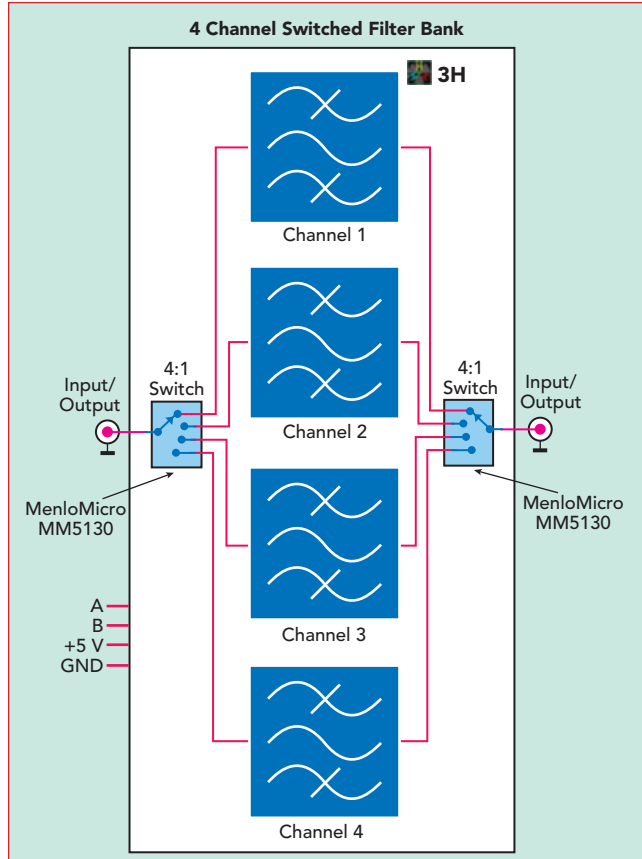 4 Channel Switched Filter Bank
3H
Channel 1
Channel 2
Channel 3
Channel 4
Input/
Output
4:1
Switch
MenloMicro
MM5130
4:1
Switch
Input/
Output
MenloMicro
MM5130
A
B
+5 V
GND